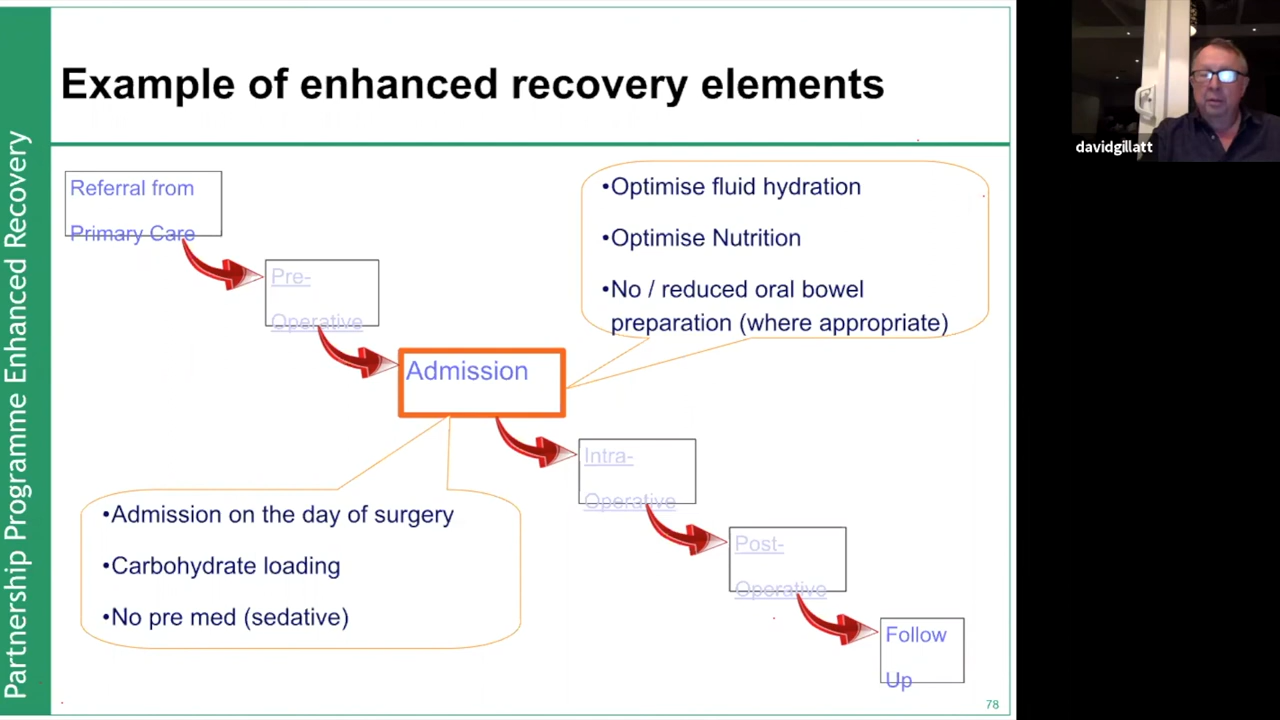 Partnership Programme Enhanced Recovery
Example of enhanced recovery elements
Referral from
Primary Care
Pre-
Operative
Admission
•Optimise fluid hydration
•Optimise Nutrition
•No / reduced oral bowel
preparation (where appropriate)
•Admission on the day of surgery
•Carbohydrate loading
•No pre med (sedative)
Intra-
Operative
Post-
Operative
Follow
Up
78
davidgillatt